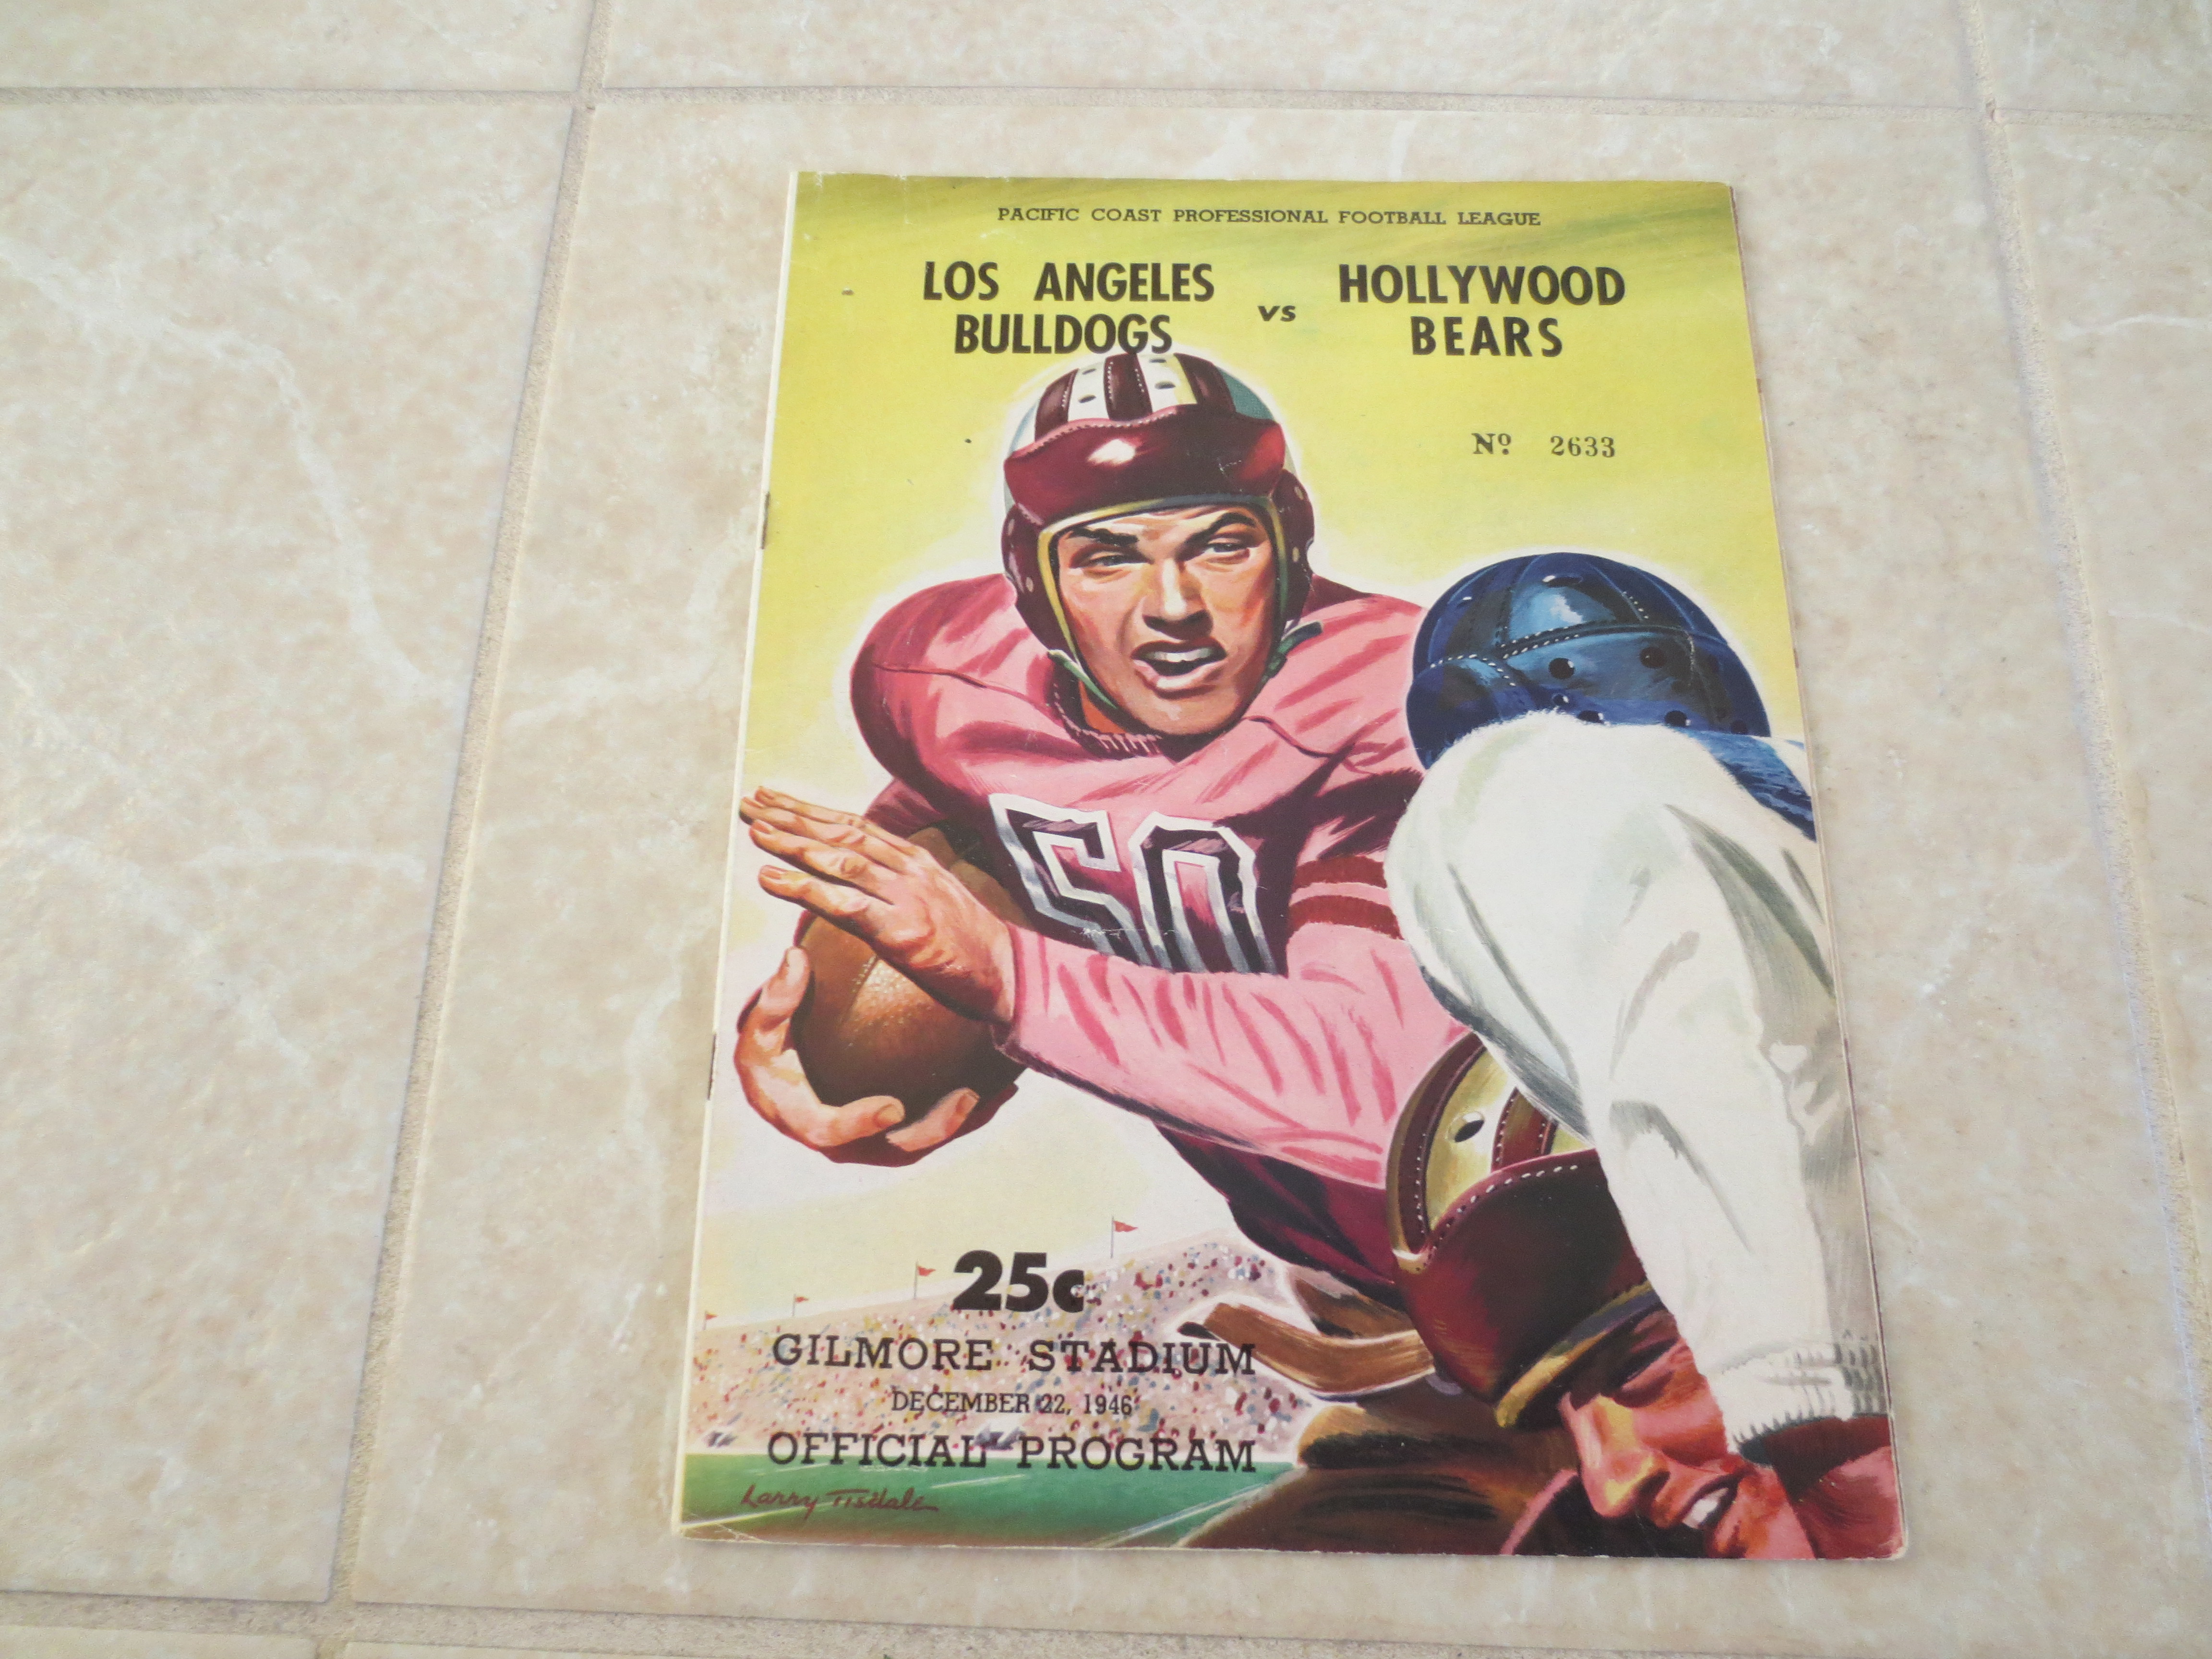 PACIFIC COAST PROFESSIONAL FOOTBALL LEAGUE
LOS ANGELES
BULLDOGS
vs
HOLLYWOOD
BEARS
Nº 2633
50
25c
GILMORE STADIUM
DECEMBER 22, 1946
OFFICIAL PROGRAM
Larry Tisdale